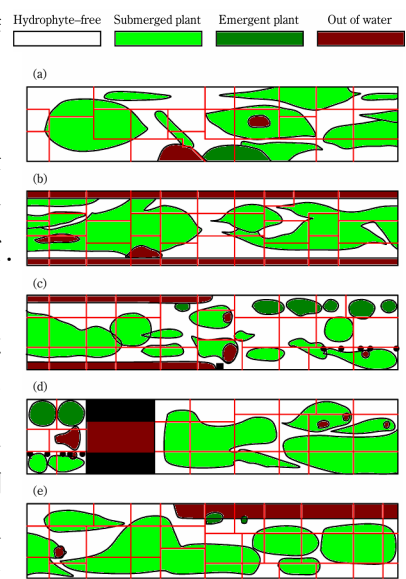 Hydrophyte–free Submerged plant Emergent plant Out of water
(a)
(b)
(c)
(d)
(e)